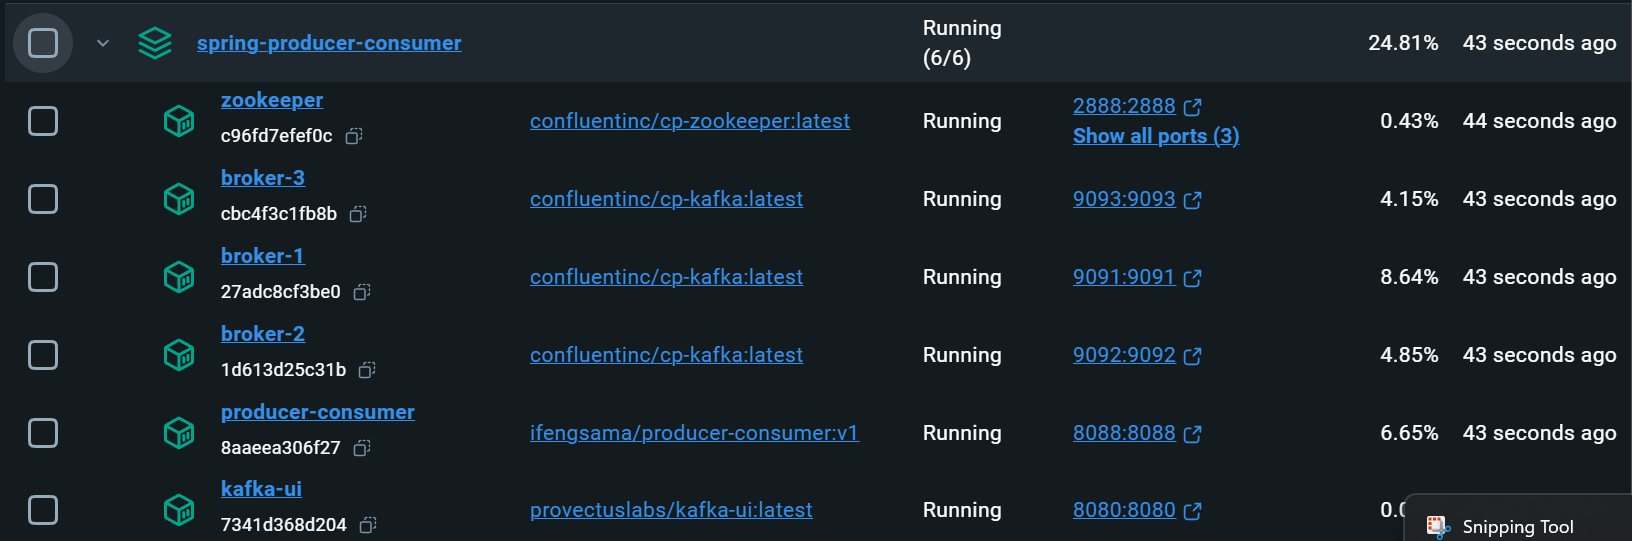 spring-producer-consumer Running (6/6) 24.81% 43 seconds ago
zookeeper
c96fd7efef0c
confluentinc/cp-zookeeper:latest Running 2888:2888 0.43% 44 seconds ago
Show all ports (3)
broker-3
cbc4f3c1fb8b
confluentinc/cp-kafka:latest Running 9093:9093 4.15% 43 seconds ago
broker-1
27adc8cf3be0
confluentinc/cp-kafka:latest Running 9091:9091 8.64% 43 seconds ago
broker-2
1d613d25c31b
confluentinc/cp-kafka:latest Running 9092:9092 4.85% 43 seconds ago
producer-consumer
8aaeea306f27
ifengsama/producer-consumer:v1 Running 8088:8088 6.65% 43 seconds ago
kafka-ui
7341d368d204
provectuslabs/kafka-ui:latest Running 8080:8080
Snipping Tool